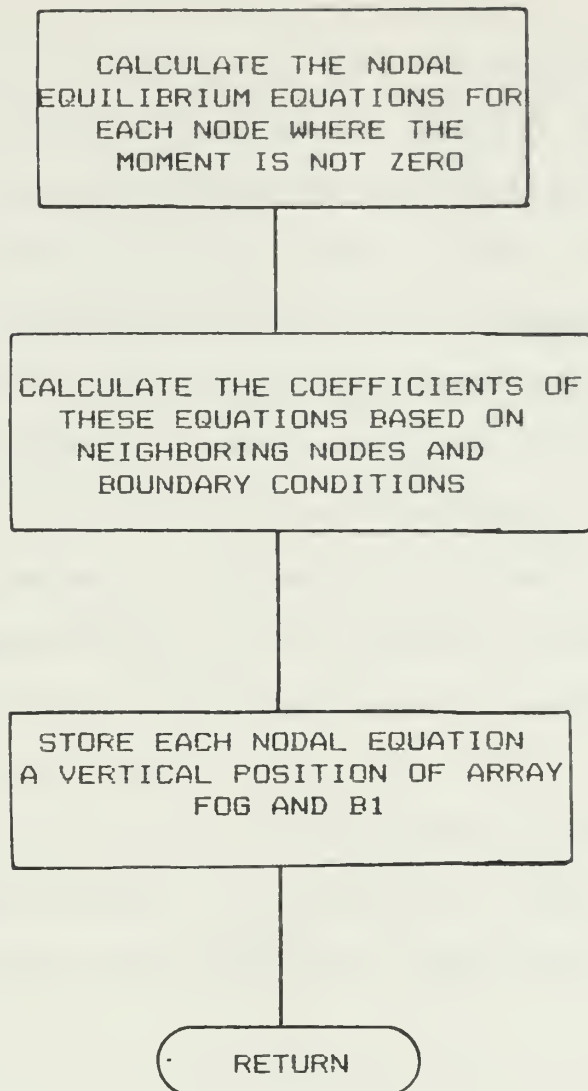 CALCULATE THE NODAL
EQUILIBRIUM EQUATIONS FOR
EACH NODE WHERE THE
MOMENT IS NOT ZERO
CALCULATE THE COEFFICIENTS OF
THESE EQUATIONS BASED ON
NEIGHBORING NODES AND
BOUNDARY CONDITIONS
STORE EACH NODAL EQUATION
A VERTICAL POSITION OF ARRAY
FOG AND B1
RETURN